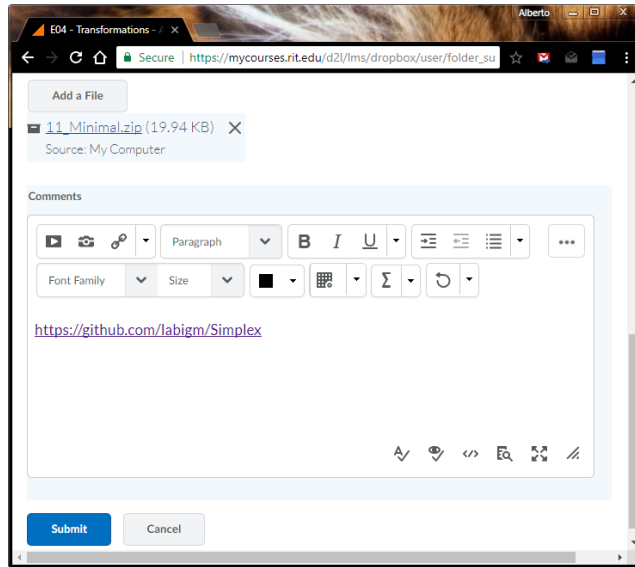 Alberto
E04 - Transformations - /
Secure | https://mycourses.rit.edu/d2l/lms/dropbox/user/folder_su
Add a File
11_Minimal.zip (19.94 KB)
Source: My Computer
Comments
Paragraph B I U
Font Family Size Σ
https://github.com/labigm/Simplex
Submit Cancel